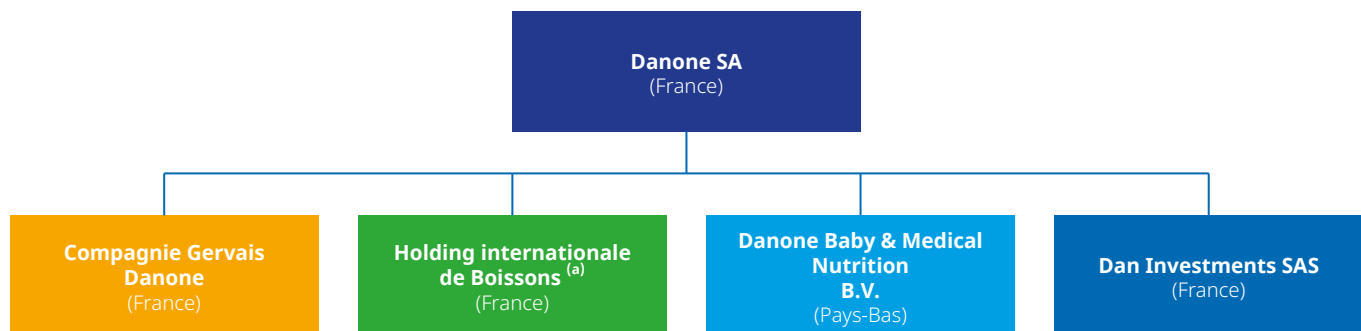 Danone SA
(France)
Compagnie Gervais
Danone
(France)
Holding internationale
de Boissons (a)
(France)
Danone Baby & Medical
Nutrition
B.V.
(Pays-Bas)
Dan Investments SAS
(France)